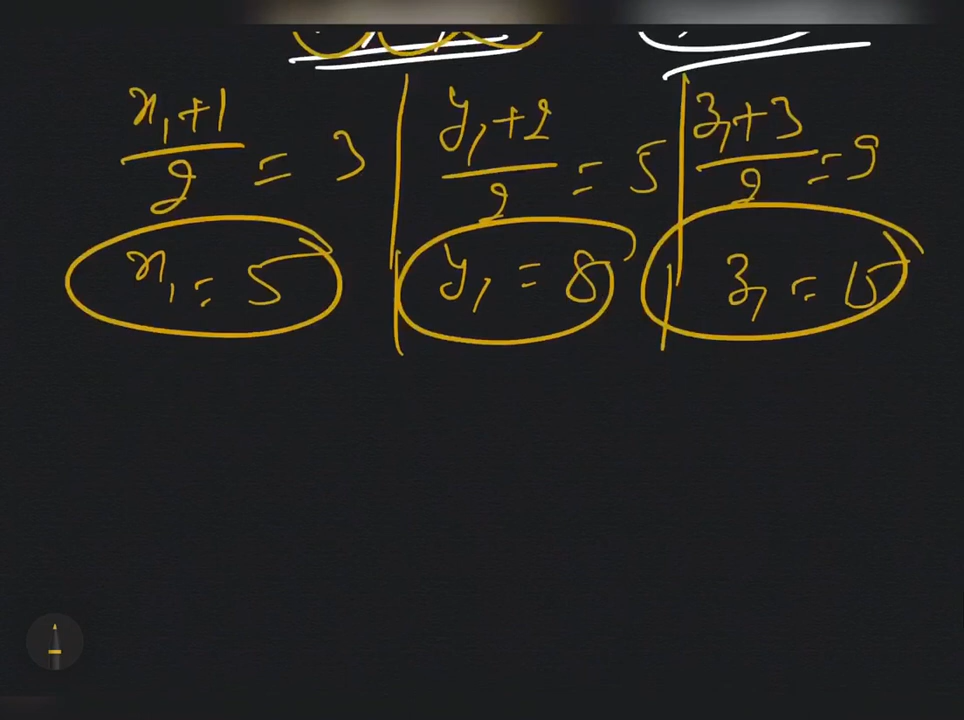 (x₁+1)/2 = 3 | (y₁+2)/2 = 5 | (z₁+3)/2 = 9
x₁ = 5 | y₁ = 8 | z₁ = 15